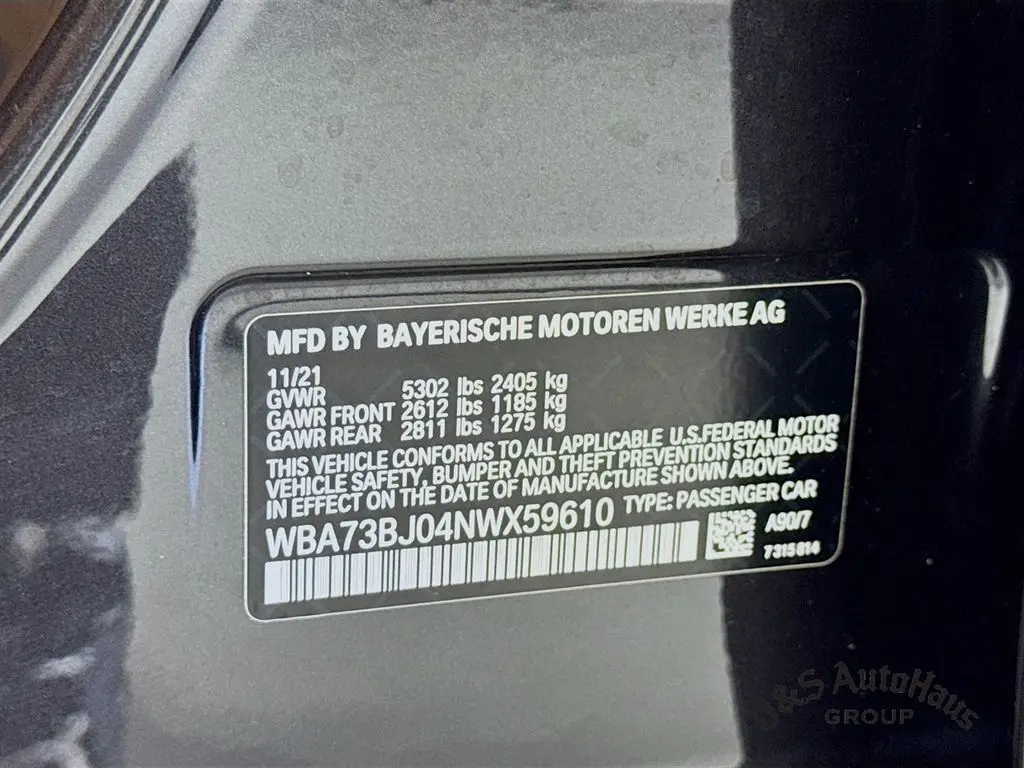 MFD BY BAYERISCHE MOTOREN WERKE AG
11/21
GVWR 5302 lbs 2405 kg
GAWR FRONT 2612 lbs 1185 kg
GAWR REAR 2811 lbs 1275 kg
THIS VEHICLE CONFORMS TO ALL APPLICABLE U.S.FEDERAL MOTOR
VEHICLE SAFETY, BUMPER AND THEFT PREVENTION STANDARDS
IN EFFECT ON THE DATE OF MANUFACTURE SHOWN ABOVE.
WBA73BJ04NWX59610 TYPE: PASSENGER CAR
A90/7
7315814
J&S AutoHaus
GROUP